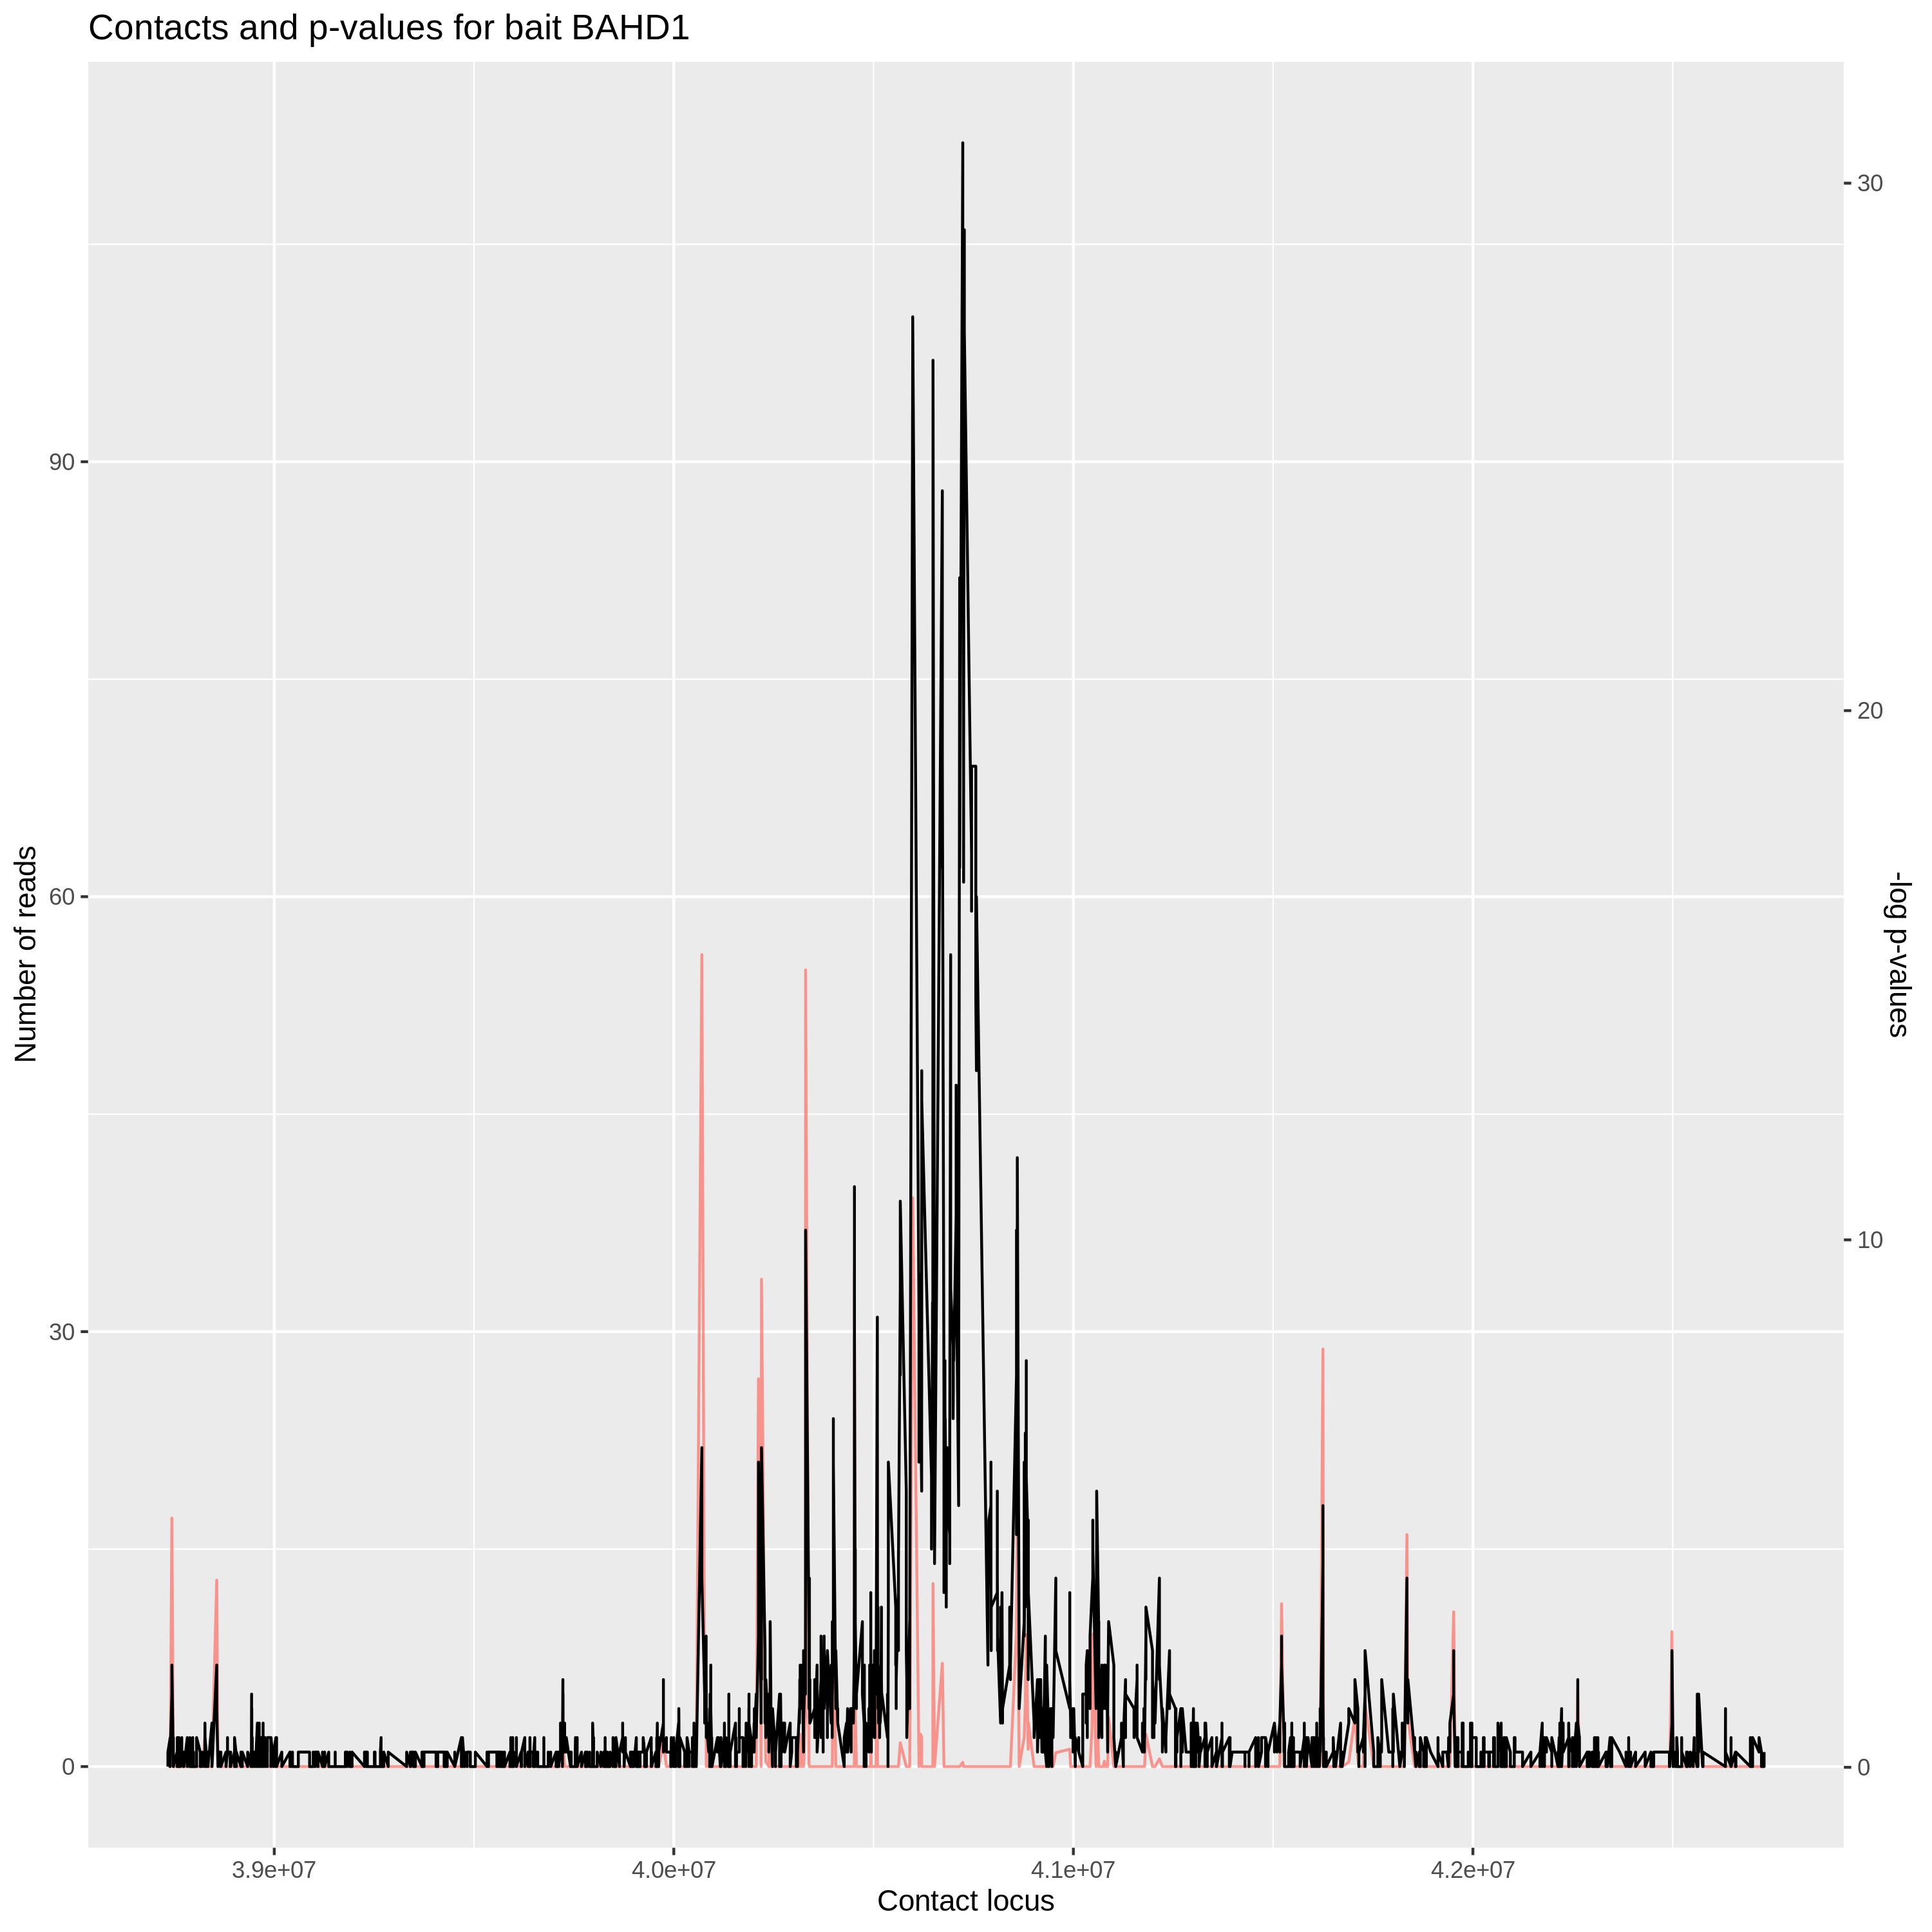 Contacts and p-values for bait BAHD1
Number of reads
90
60
30
0
30
20
10
0
-log p-values
3.9e+07
4.0e+07
4.1e+07
4.2e+07
Contact locus